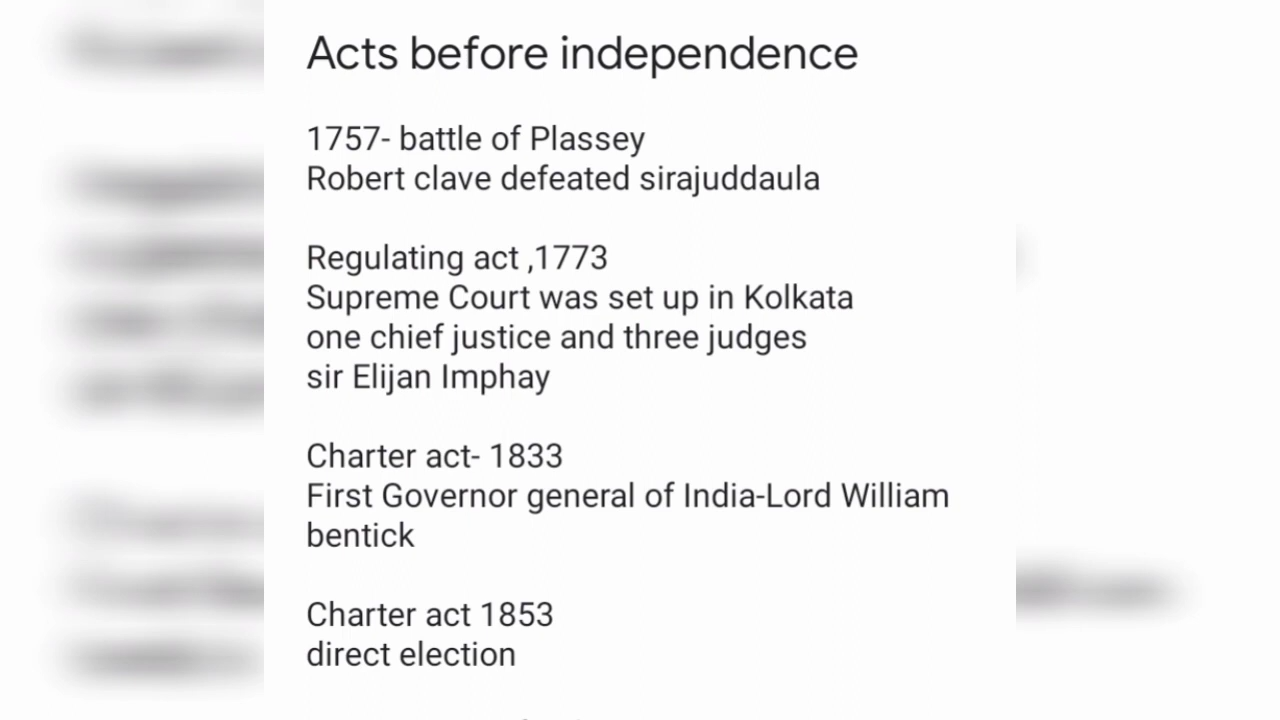 Acts before independence
1757- battle of Plassey
Robert clave defeated sirajuddaula
Regulating act ,1773
Supreme Court was set up in Kolkata
one chief justice and three judges
sir Elijan Imphay
Charter act- 1833
First Governor general of India-Lord William
bentick
Charter act 1853
direct election